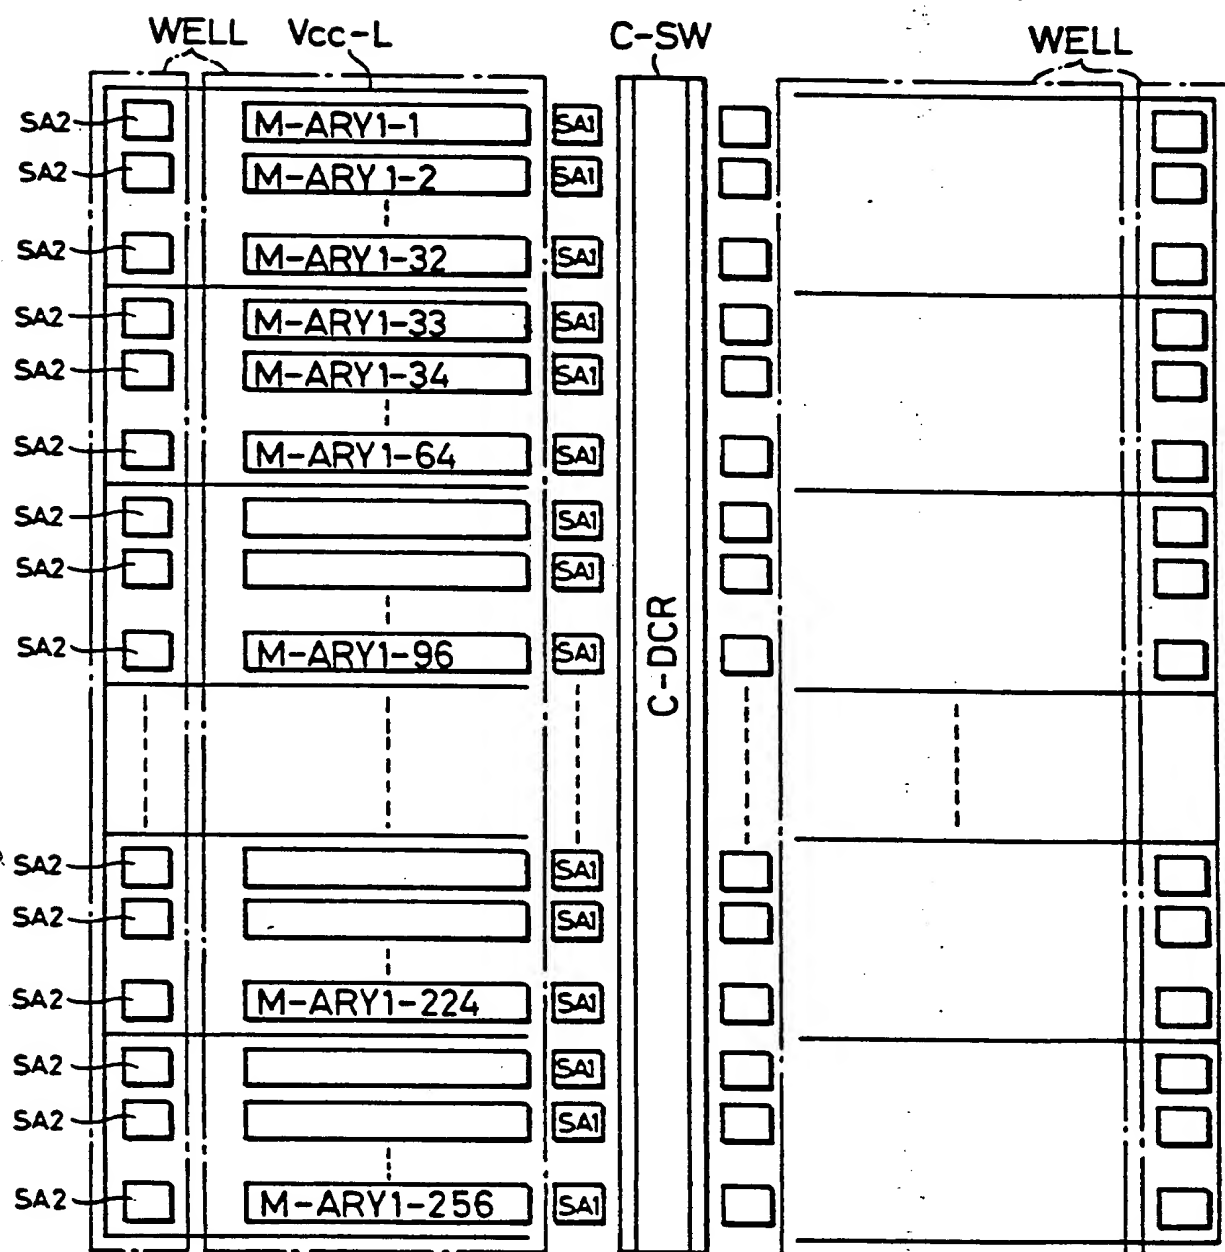 WELL Vcc-L C-SW WELL
SA2 M-ARY1-1 SA1
SA2 M-ARY1-2 SA1
SA2 M-ARY1-32 SA1
SA2 M-ARY1-33 SA1
SA2 M-ARY1-34 SA1
SA2 M-ARY1-64 SA1
SA2 SA1
SA2 SA1
SA2 M-ARY1-96 SA1
C-DCR
SA2 SA1
SA2 SA1
SA2 M-ARY1-224 SA1
SA2 SA1
SA2 SA1
SA2 M-ARY1-256 SA1